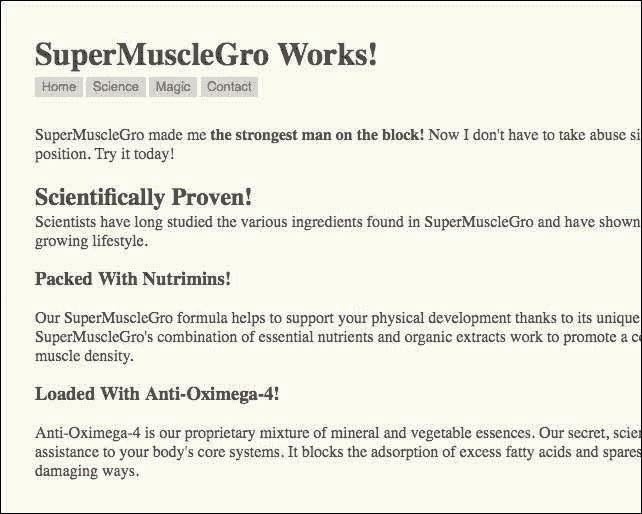 SuperMuscleGro Works!
Home Science Magic Contact
SuperMuscleGro made me the strongest man on the block! Now I don't have to take abuse si
position. Try it today!
Scientifically Proven!
Scientists have long studied the various ingredients found in SuperMuscleGro and have shown
growing lifestyle.
Packed With Nutrimins!
Our SuperMuscleGro formula helps to support your physical development thanks to its unique
SuperMuscleGro's combination of essential nutrients and organic extracts work to promote a c
muscle density.
Loaded With Anti-Oximega-4!
Anti-Oximega-4 is our proprietary mixture of mineral and vegetable essences. Our secret, scien
assistance to your body's core systems. It blocks the adsorption of excess fatty acids and spares
damaging ways.